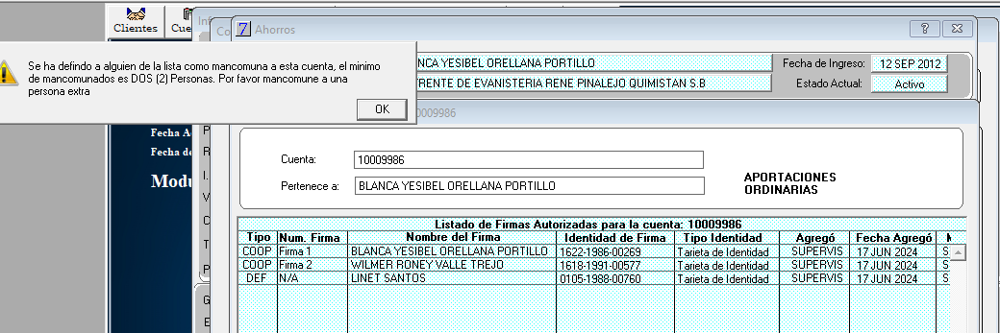 Clientes
Cue
Inf
Co
7 Ahorros
?
Se ha defindo a alguien de la lista como mancomuna a esta cuenta, el minimo
de mancomunados es DOS (2) Personas. Por favor mancomune a una
persona extra
OK
NCA YESIBEL ORELLANA PORTILLO
Fecha de Ingreso: 12 SEP 2012
FRENTE DE EVANISTERIA RENE PINALEJO QUIMISTAN S.B
Estado Actual: Activo
0009986
Fecha A
Fecha de
Modu
P
R
I.
V
C
T
P
G
E
Cuenta: 10009986
Pertenece a: BLANCA YESIBEL ORELLANA PORTILLO
APORTACIONES
ORDINARIAS
Listado de Firmas Autorizadas para la cuenta: 10009986
Tipo Num. Firma Nombre del Firma Identidad de Firma Tipo Identidad Agregó Fecha Agregó
COOP Firma 1 BLANCA YESIBEL ORELLANA PORTILLO 1622-1986-00269 Tarjeta de Identidad SUPERVIS 17 JUN 2024 S
COOP Firma 2 WILMER RONEY VALLE TREJO 1618-1991-00577 Tarjeta de Identidad SUPERVIS 17 JUN 2024 S
DEF N/A LINET SANTOS 0105-1988-00760 Tarjeta de Identidad SUPERVIS 17 JUN 2024 S